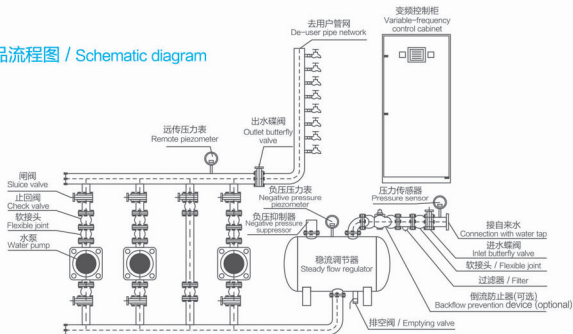 变频控制柜
Variable-frequency
control cabinet
去用户管网
De-user pipe network
品流程图 / Schematic diagram
出水碟阀
Outlet butterfly
valve
远传压力表
Remote piezometer
闸阀
Sluice valve
止回阀
Check valve
软接头
Flexible joint
水泵
Water pump
负压压力表
Negative pressure
piezometer
负压抑制器
Negative pressure
suppressor
压力传感器
Pressure sensor
稳流调节器
Steady flow regulator
接自来水
Connection with water tap
进水蝶阀
Inlet butterfly valve
软接头 / Flexible joint
过滤器 / Filter
倒流防止器(可选)
Backflow prevention device (optional)
排空阀 / Emptying valve